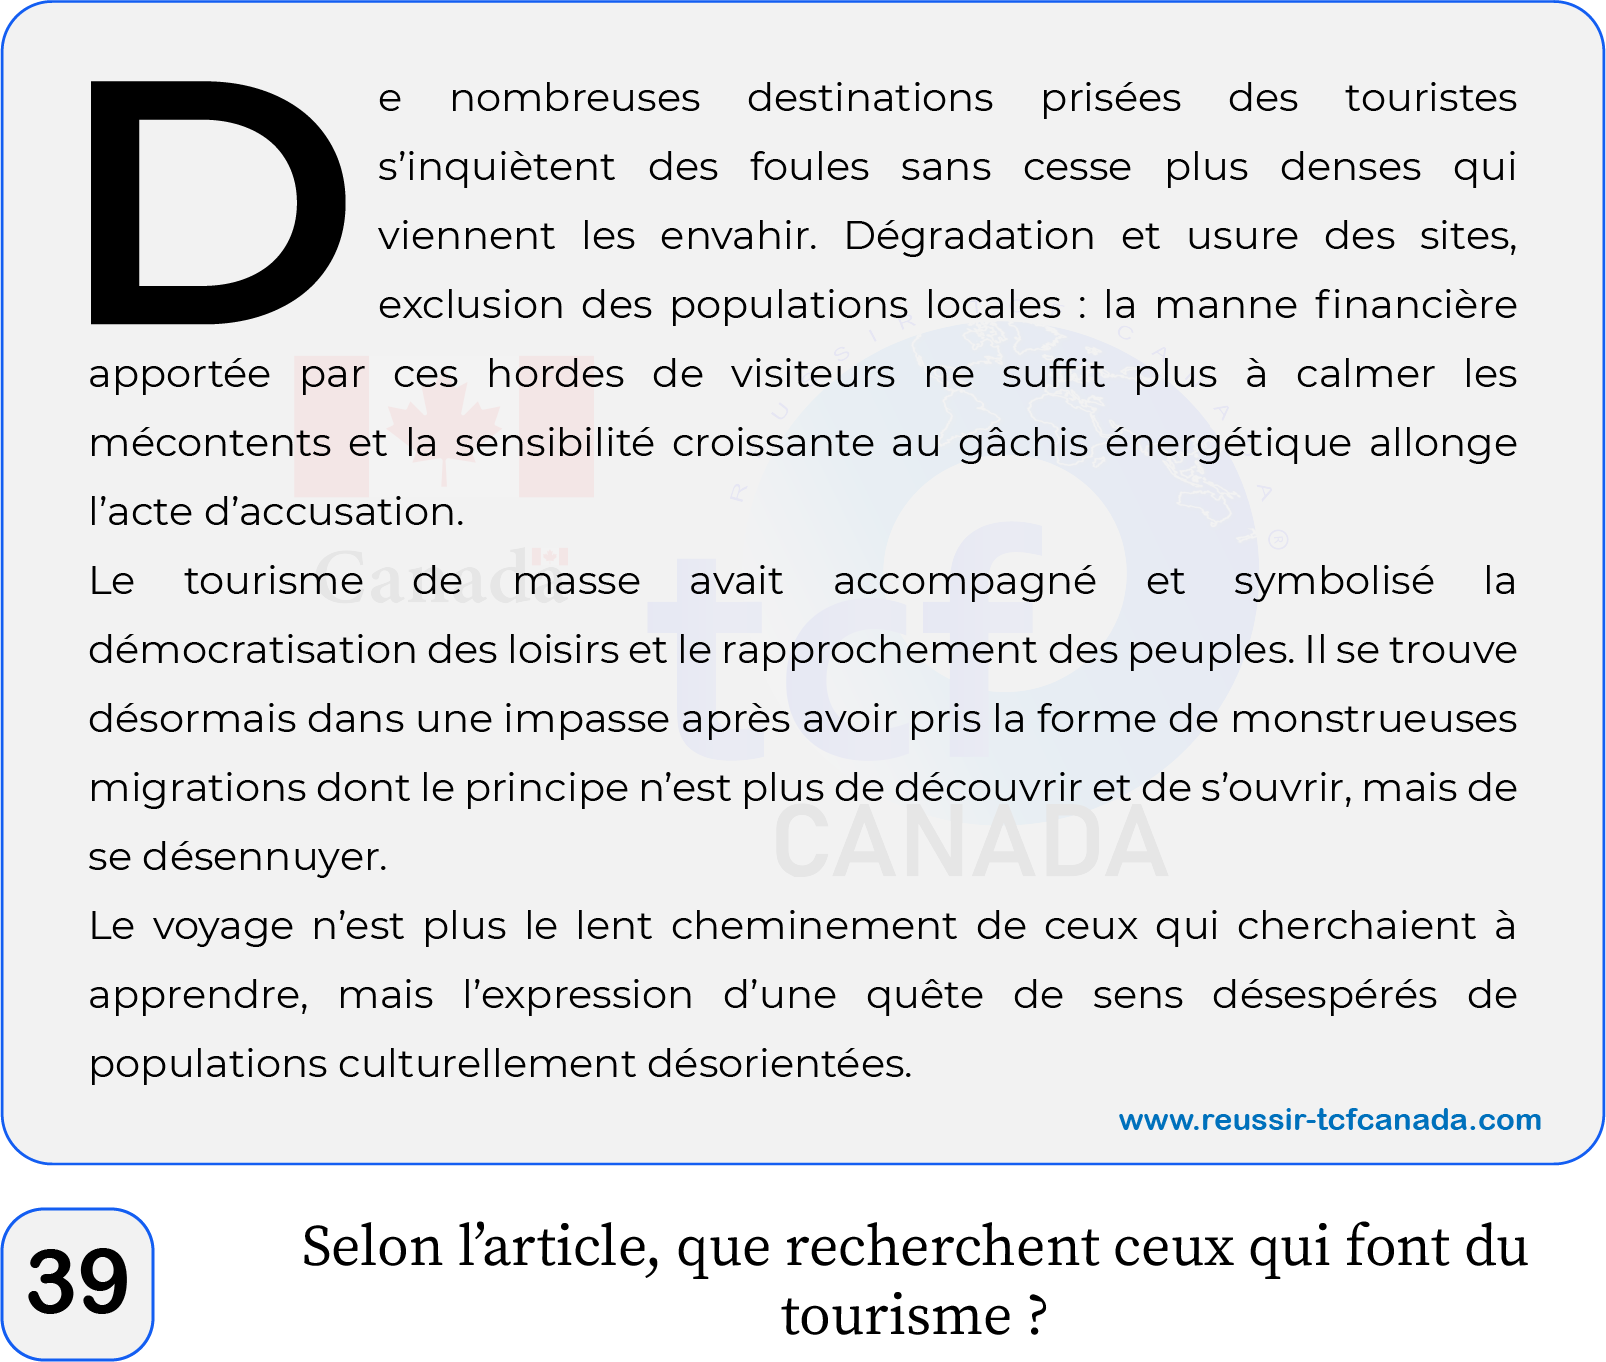 De nombreuses destinations prisées des touristes
s’inquiètent des foules sans cesse plus denses qui
viennent les envahir. Dégradation et usure des sites,
exclusion des populations locales : la manne financière
apportée par ces hordes de visiteurs ne suffit plus à calmer les
mécontents et la sensibilité croissante au gâchis énergétique allonge
l’acte d’accusation.
Le tourisme de masse avait accompagné et symbolisé la
démocratisation des loisirs et le rapprochement des peuples. Il se trouve
désormais dans une impasse après avoir pris la forme de monstrueuses
migrations dont le principe n’est plus de découvrir et de s’ouvrir, mais de
se désennuyer.
Le voyage n’est plus le lent cheminement de ceux qui cherchaient à
apprendre, mais l’expression d’une quête de sens désespérés de
populations culturellement désorientées.
Canada
REUSSIR TCF CANADA®
tcf
CANADA
www.reussir-tcfcanada.com
39
Selon l’article, que recherchent ceux qui font du
tourisme ?